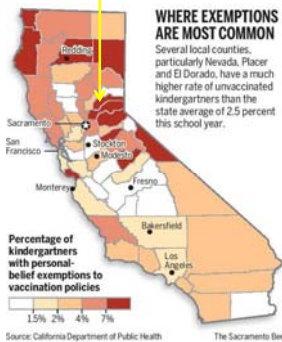 WHERE EXEMPTIONS
ARE MOST COMMON
Several local counties,
particularly Nevada, Placer
and El Dorado, have a much
higher rate of unvaccinated
kindergartners than the
state average of 2.5 percent
this school year.
Redding
Sacramento
San
Francisco
Stockton
Modesto
Monterey
Fresno
Bakersfield
Los
Angeles
Percentage of
kindergartners
with personal-
belief exemptions to
vaccination policies
1.5% 2% 4% 7%
Source: California Department of Public Health
The Sacramento Bee